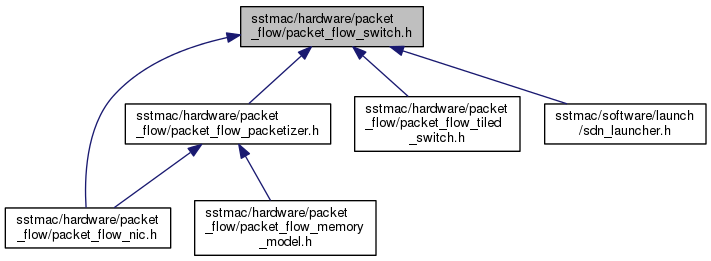 sstmac/hardware/packet
_flow/packet_flow_switch.h
sstmac/hardware/packet
_flow/packet_flow_packetizer.h
sstmac/hardware/packet
_flow/packet_flow_tiled
_switch.h
sstmac/software/launch
/sdn_launcher.h
sstmac/hardware/packet
_flow/packet_flow_nic.h
sstmac/hardware/packet
_flow/packet_flow_memory
_model.h